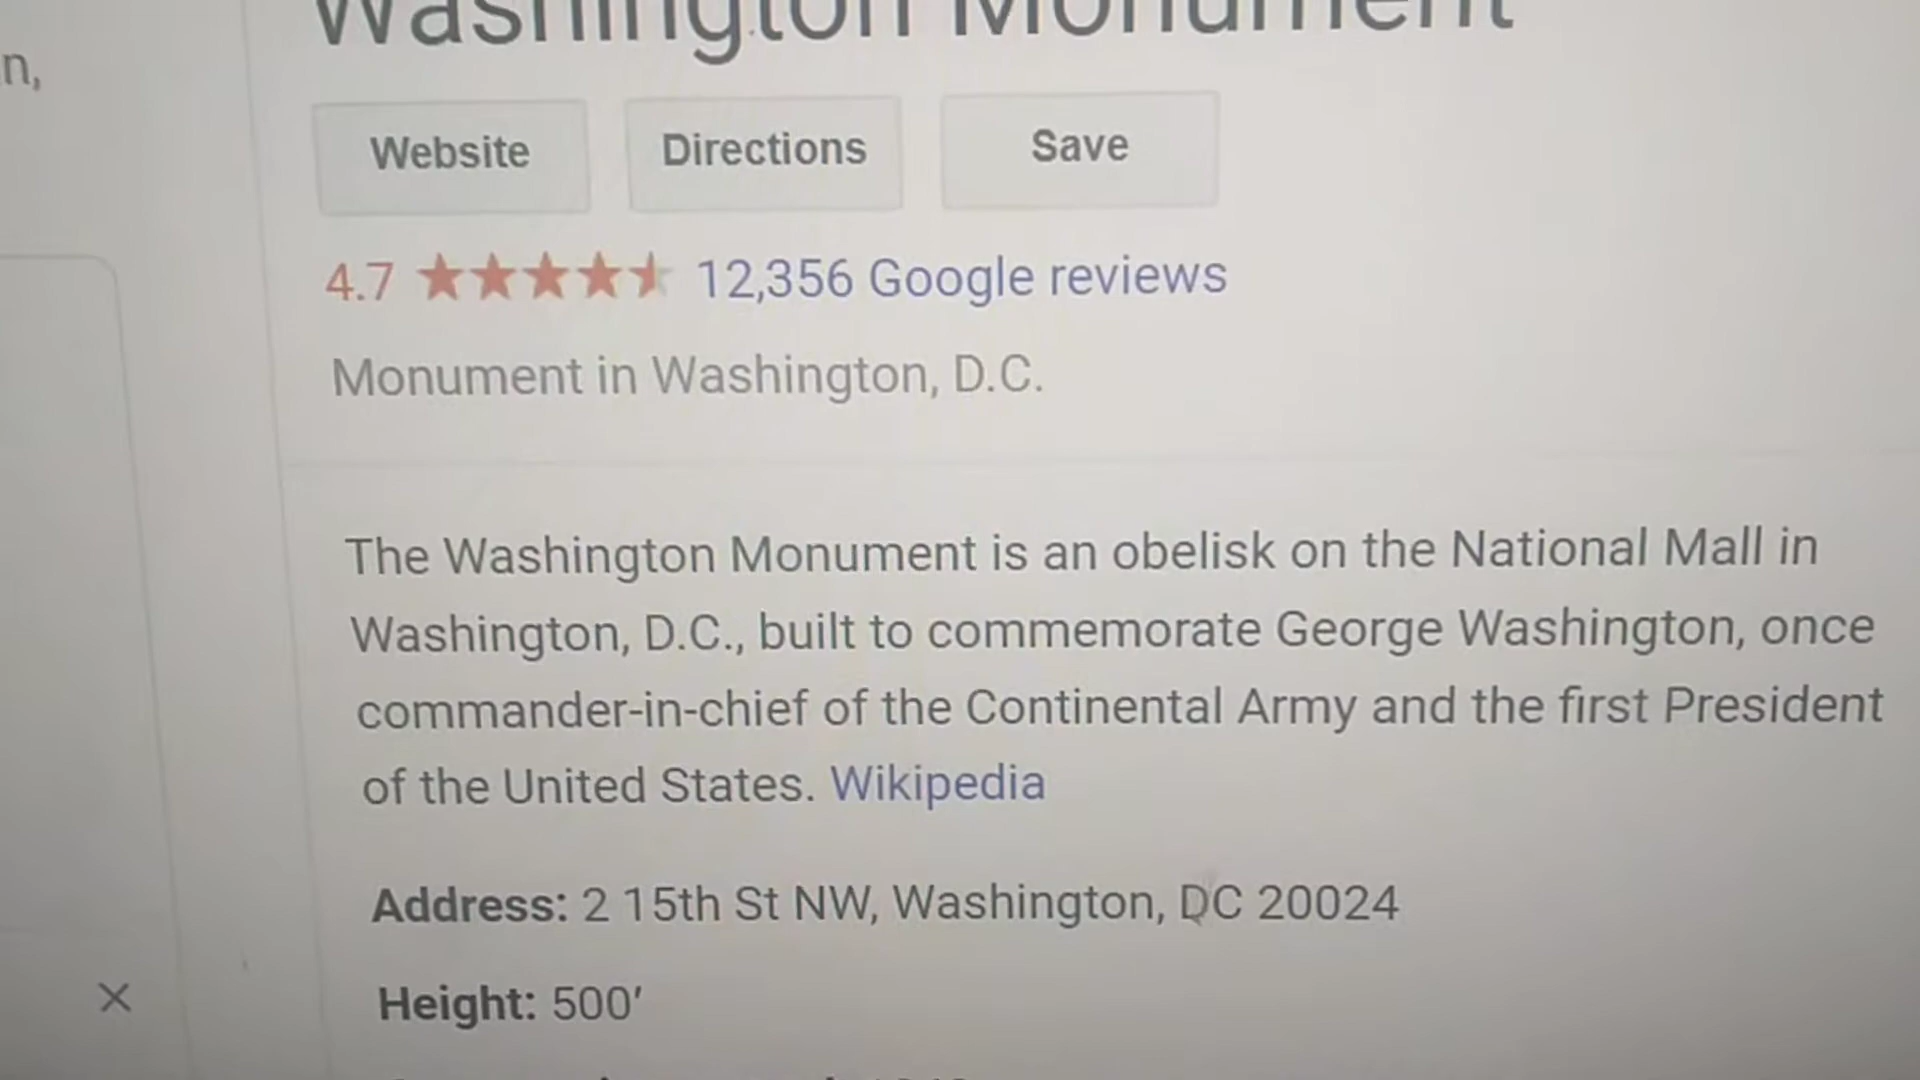 Washington Monument
n,
Website Directions Save
4.7 12,356 Google reviews
Monument in Washington, D.C.
The Washington Monument is an obelisk on the National Mall in
Washington, D.C., built to commemorate George Washington, once
commander-in-chief of the Continental Army and the first President
of the United States. Wikipedia
Address: 2 15th St NW, Washington, DC 20024
Height: 500′